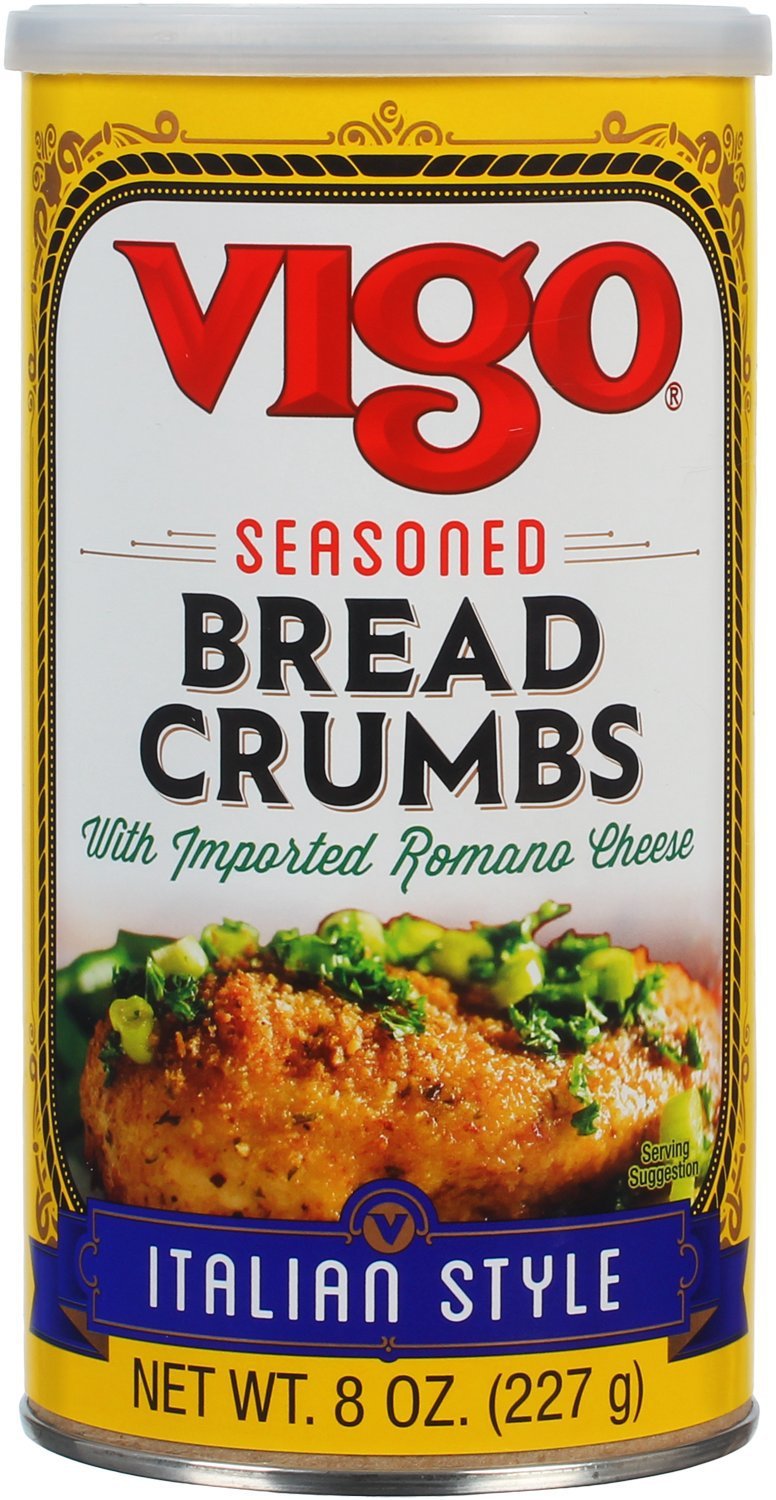 VIgo®
SEASONED
BREAD
CRUMBS
With Imported Romano Cheese
Serving
Suggestion
V
ITALIAN STYLE
NET WT. 8 OZ. (227 g)